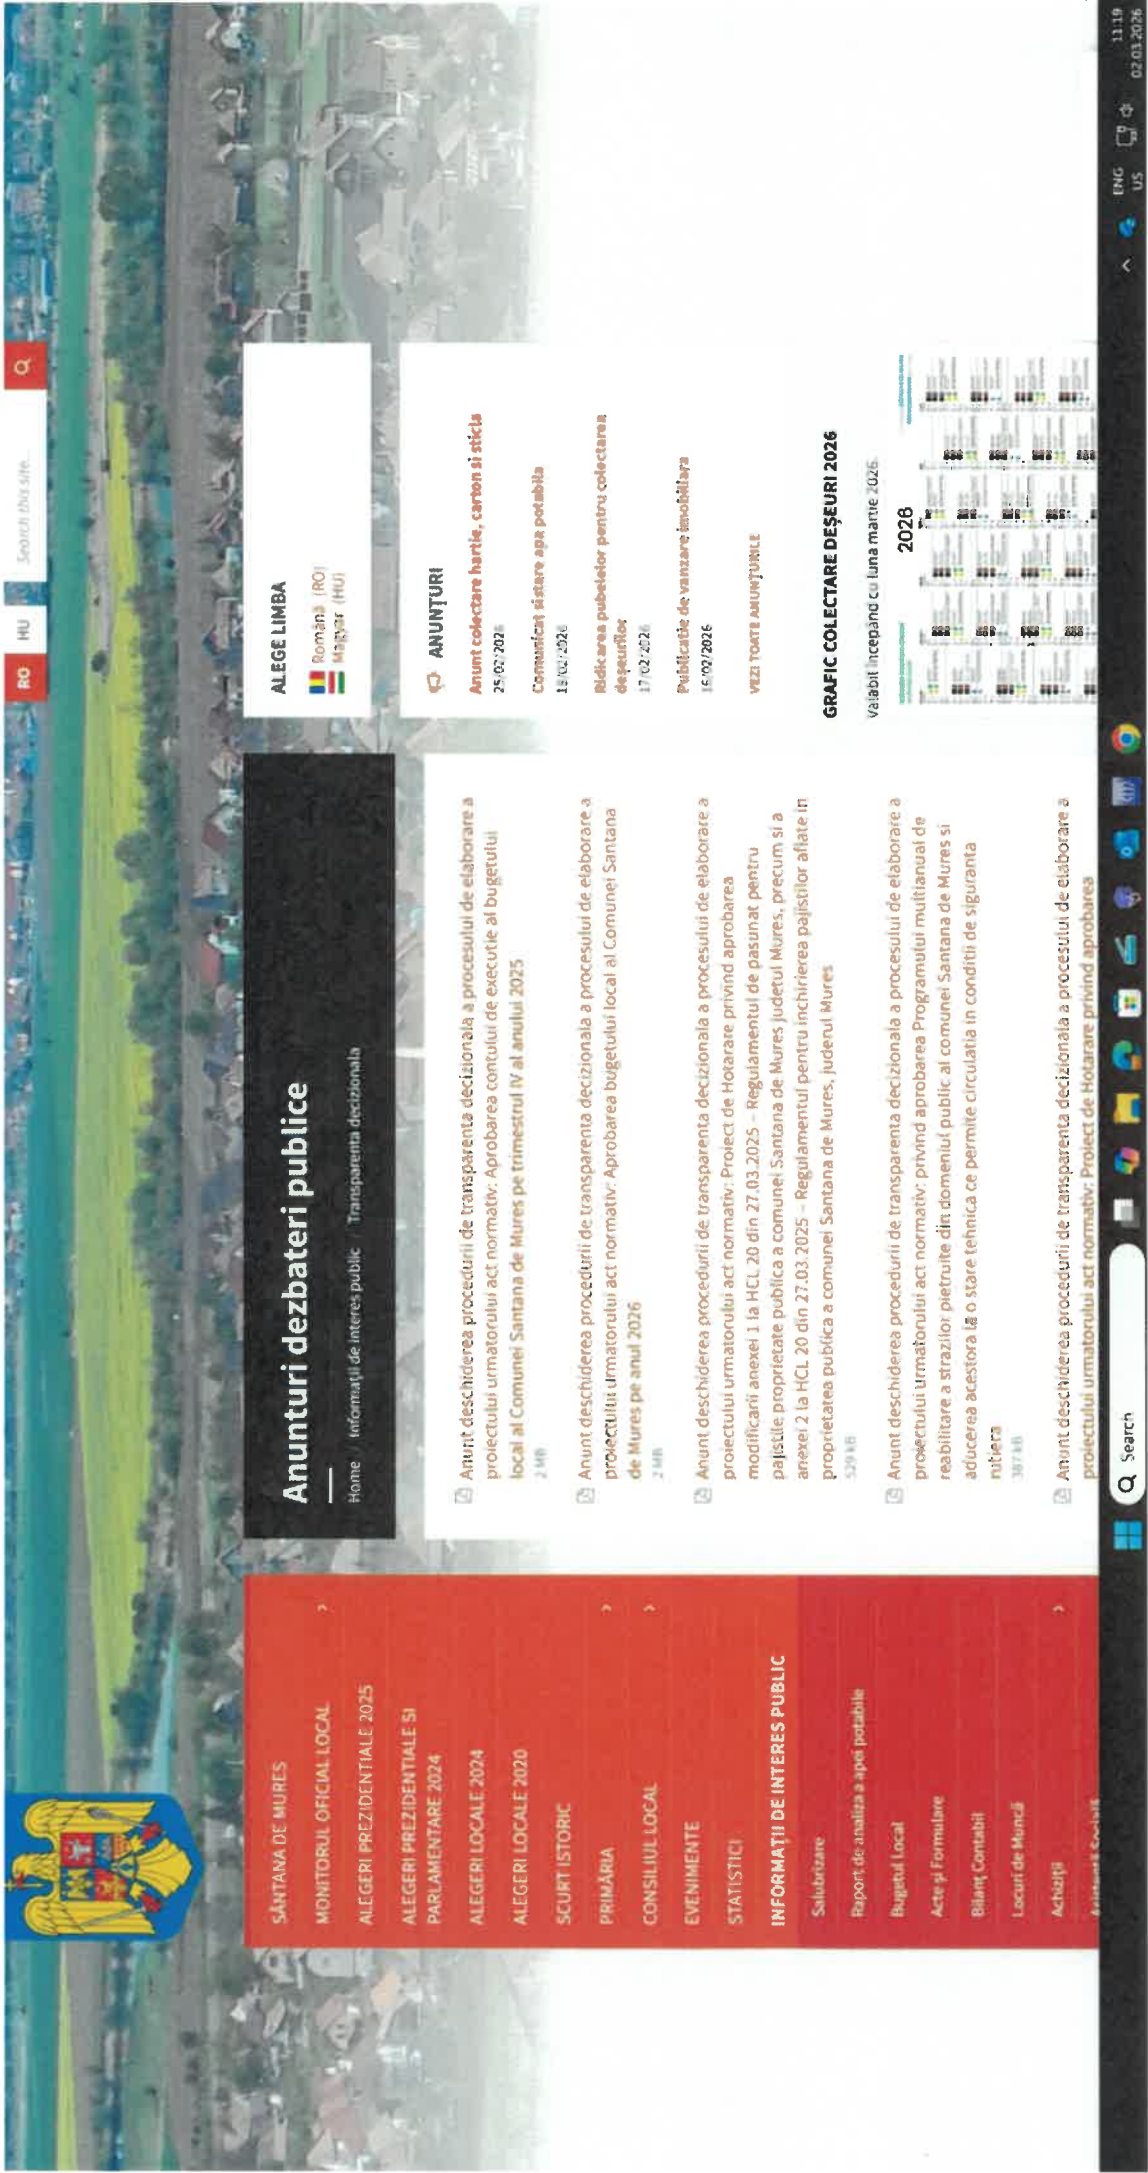 RO
HU
Search this site...
SÂNTANA DE MUREȘ
MONITORUL OFICIAL LOCAL
ALEGERI PREZIDENTIALE 2025
ALEGERI PREZIDENTIALE SI
PARLAMENTARE 2024
ALEGERI LOCALE 2024
ALEGERI LOCALE 2020
SCURT ISTORIC
PRIMĂRIA
CONSILIUL LOCAL
EVENIMENTE
STATISTICI
INFORMAȚII DE INTERES PUBLIC
Salubrizare
Raport de analiza a apei potabile
Bugetul Local
Acte și Formulare
Bilanț Contabil
Locuri de Muncă
Achiziții
Anunturi dezbateri publice
Home / Informații de interes public / Transparenta decizionala
Anunt deschiderea procedurii de transparenta decizionala a procesului de elaborare a
proiectului urmatorului act normativ: Aprobarea contului de executie al bugetului
local al Comunei Santana de Mures pe trimestrul IV al anului 2025
2 MB
Anunt deschiderea procedurii de transparenta decizionala a procesului de elaborare a
proiectului urmatorului act normativ: Aprobarea bugetului local al Comunei Santana
de Mures pe anul 2026
2 MB
Anunt deschiderea procedurii de transparenta decizionala a procesului de elaborare a
proiectului urmatorului act normativ: Proiect de Hotarare privind aprobarea
modificarii anexei 1 la HCL 20 din 27.03.2025 – Regulamentul de pasunat pentru
pajistile proprietate publica a comunei Santana de Mures judetul Mures, precum si a
anexei 2 la HCL 20 din 27.03.2025 – Regulamentul pentru inchirierea pajistilor aflate in
proprietatea publica a comunei Santana de Mures, juderul Mures
529 kB
Anunt deschiderea procedurii de transparenta decizionala a procesului de elaborare a
proiectului urmatorului act normativ: privind aprobarea Programului multianual de
reabilitare a strazilor pietruite din domeniul public al comunei Santana de Mures si
aducerea acestora la o stare tehnica ce permite circulatia in conditii de siguranta
rutiera
387 kB
Anunt deschiderea procedurii de transparenta decizionala a procesului de elaborare a
proiectului urmatorului act normativ: Proiect de Hotarare privind aprobarea
ALEGE LIMBA
Română (RO)
Magyar (HU)
ANUNȚURI
Anunt colectare hartie, carton si sticla
25/02/2026
Comunicat sistare apa potabila
18/02/2026
Ridicarea pubelelor pentru colectarea
deșeurilor
17/02/2026
Publicatie de vanzare imobiliara
16/02/2026
VEZI TOATE ANUNȚURILE
GRAFIC COLECTARE DEȘEURI 2026
Valabil incepand cu luna martie 2026.
2026
Search
ENG
US
11:19
02.03.2026